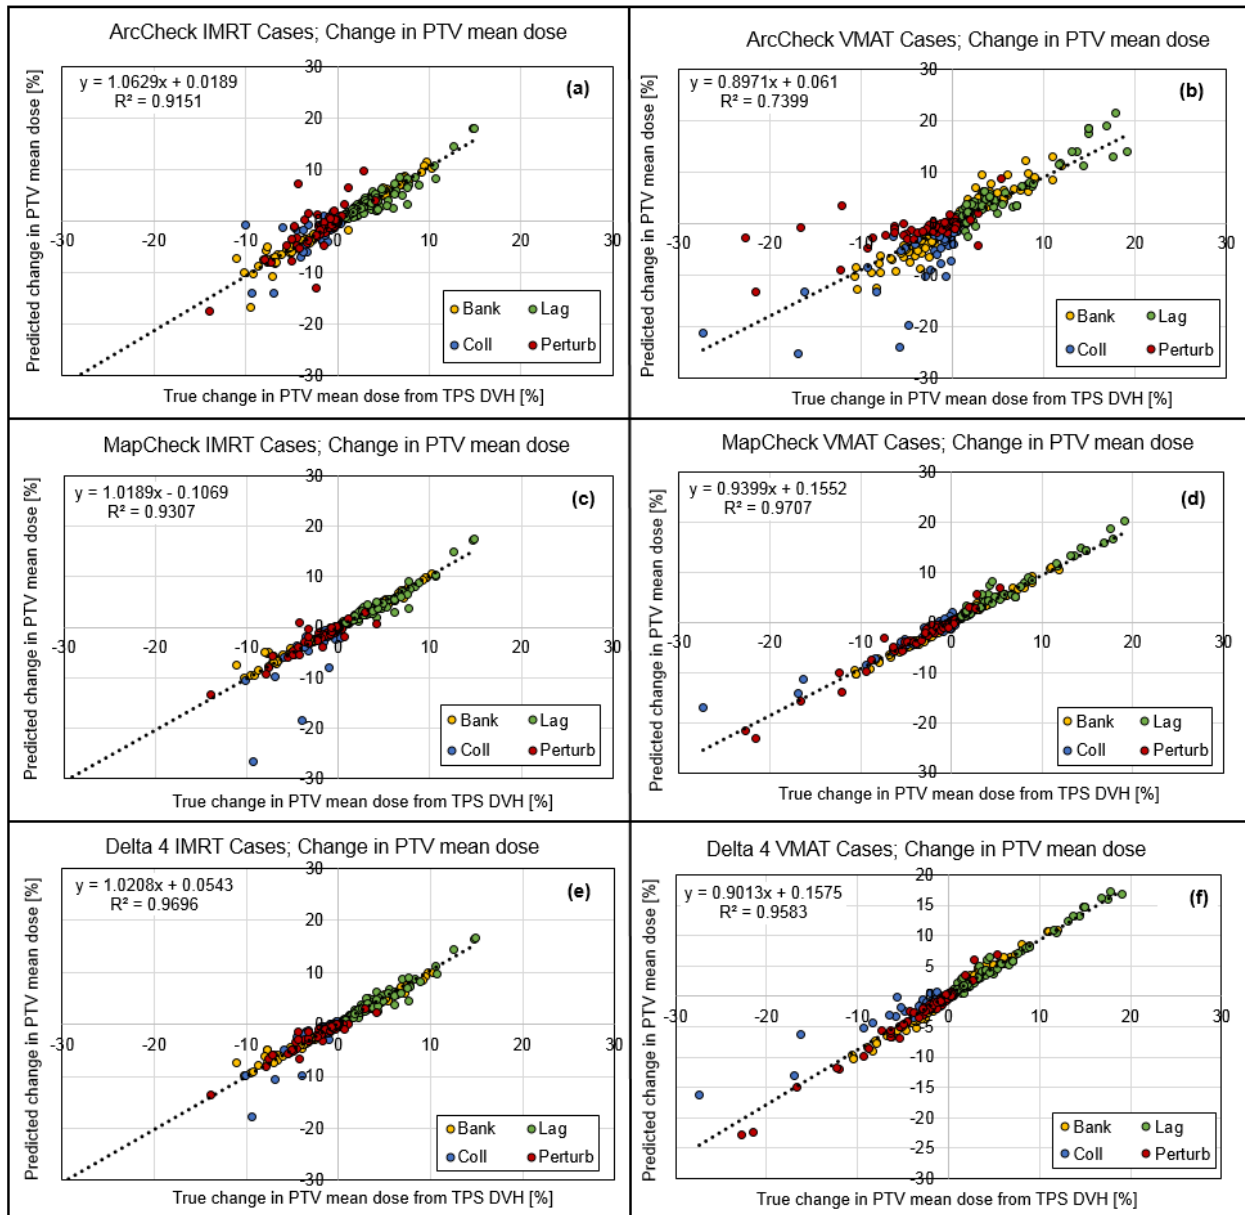 ArcCheck IMRT Cases; Change in PTV mean dose
Predicted change in PTV mean dose [%]
y = 1.0629x + 0.0189
R² = 0.9151
(a)
30
20
10
0
-10
-20
-30
-30
-20
-10
0
10
20
30
Bank
Lag
Coll
Perturb
True change in PTV mean dose from TPS DVH [%]
ArcCheck VMAT Cases; Change in PTV mean dose
Predicted change in PTV mean dose [%]
y = 0.8971x + 0.061
R² = 0.7399
(b)
30
20
10
0
-10
-20
-30
-30
-20
-10
0
10
20
30
Bank
Lag
Coll
Perturb
True change in PTV mean dose from TPS DVH [%]
MapCheck IMRT Cases; Change in PTV mean dose
Predicted change in PTV mean dose [%]
y = 1.0189x - 0.1069
R² = 0.9307
(c)
30
20
10
0
-10
-20
-30
-30
-20
-10
0
10
20
30
Bank
Lag
Coll
Perturb
True change in PTV mean dose from TPS DVH [%]
MapCheck VMAT Cases; Change in PTV mean dose
Predicted change in PTV mean dose [%]
y = 0.9399x + 0.1552
R² = 0.9707
(d)
30
20
10
0
-10
-20
-30
-30
-20
-10
0
10
20
30
Bank
Lag
Coll
Perturb
True change in PTV mean dose from TPS DVH [%]
Delta 4 IMRT Cases; Change in PTV mean dose
Predicted change in PTV mean dose [%]
y = 1.0208x + 0.0543
R² = 0.9696
(e)
30
20
10
0
-10
-20
-30
-30
-20
-10
0
10
20
30
Bank
Lag
Coll
Perturb
True change in PTV mean dose from TPS DVH [%]
Delta 4 VMAT Cases; Change in PTV mean dose
Predicted change in PTV mean dose [%]
y = 0.9013x + 0.1575
R² = 0.9583
(f)
20
15
10
5
0
-5
-10
-15
-20
-25
-30
-30
-20
-10
0
10
20
30
Bank
Lag
Coll
Perturb
True change in PTV mean dose from TPS DVH [%]